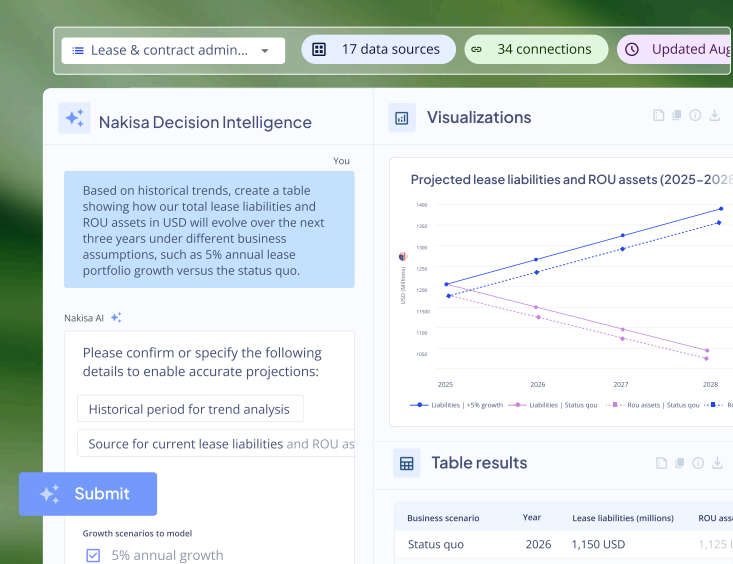 Lease & contract admin...
17 data sources
34 connections
Updated Aug
Nakisa Decision Intelligence
You
Based on historical trends, create a table
showing how our total lease liabilities and
ROU assets in USD will evolve over the next
three years under different business
assumptions, such as 5% annual lease
portfolio growth versus the status quo.
Nakisa AI
Please confirm or specify the following
details to enable accurate projections:
Historical period for trend analysis
Source for current lease liabilities and ROU as
Submit
Growth scenarios to model
5% annual growth
Visualizations
Projected lease liabilities and ROU assets (2025–2028
USD (Millions)
1400
1350
1300
1250
1200
11500
1100
1050
2025
2026
2027
2028
Liabilities | +5% growth
Liabilities | Status qou
Rou assets | Status qou
Ro
Table results
Business scenario Year Lease liabilities (millions) ROU asse
Status quo 2026 1,150 USD 1,125 U